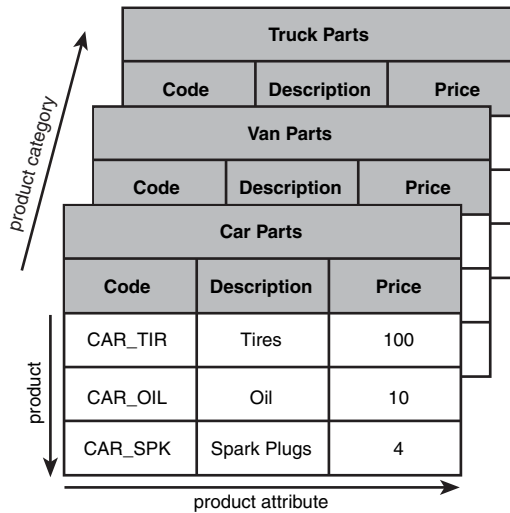 Truck Parts
Code Description Price
Van Parts
Code Description Price
product category
Car Parts
Code Description Price
CAR_TIR Tires 100
CAR_OIL Oil 10
CAR_SPK Spark Plugs 4
product
product attribute